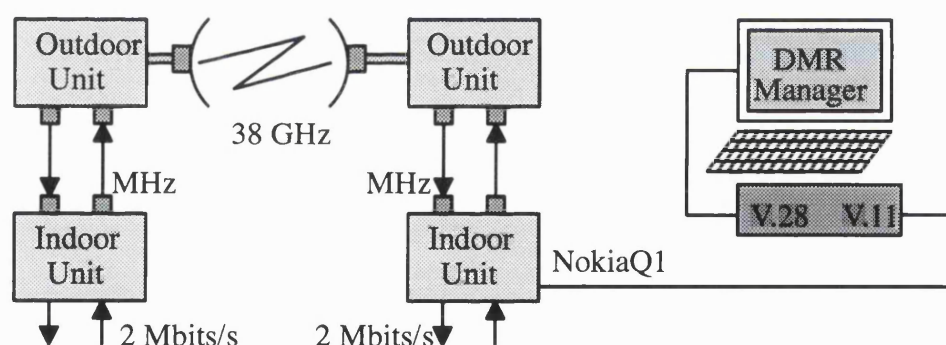 Outdoor
Unit
Outdoor
Unit
DMR
Manager
38 GHz
MHz
MHz
V.28 V.11
Indoor
Unit
Indoor
Unit
NokiaQ1
2 Mbits/s
2 Mbits/s